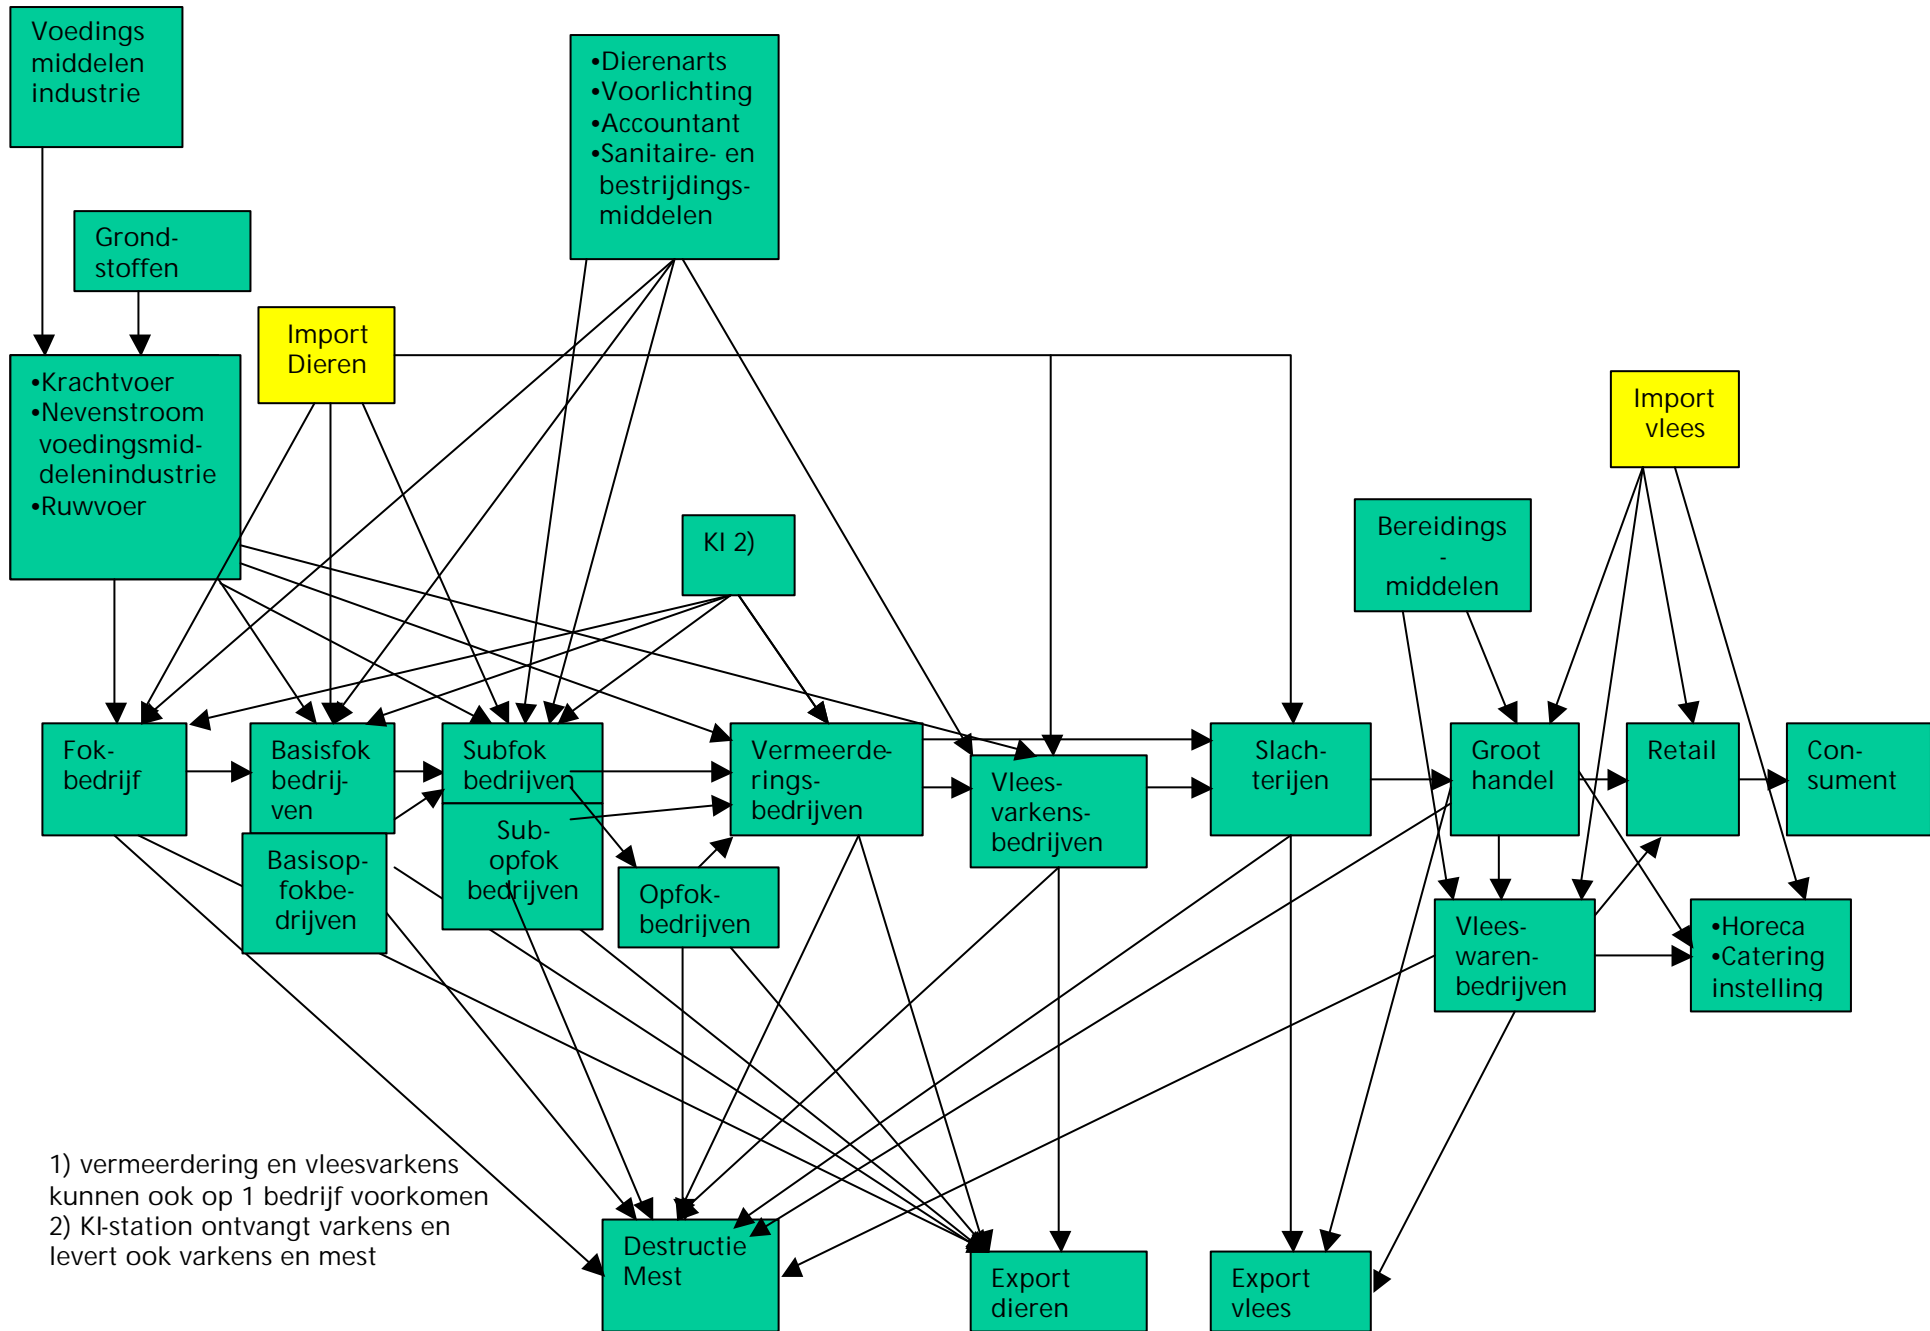 Voedings
middelen
industrie
•Dierenarts
•Voorlichting
•Accountant
•Sanitaire- en
bestrijdings-
middelen
Grond-
stoffen
Import
Dieren
•Krachtvoer
•Nevenstroom
voedingsmid-
delenindustrie
•Ruwvoer
Import
vlees
KI 2)
Bereidings
-
middelen
Fok-
bedrijf
Basisfok
bedrij-
ven
Subfok
bedrijven
Vermeerde-
rings-
bedrijven
Vlees-
varkens-
bedrijven
Slach-
terijen
Groot
handel
Retail
Con-
sument
Basisop-
fokbe-
drijven
Sub-
opfok
bedrijven
Opfok-
bedrijven
Vlees-
waren-
bedrijven
•Horeca
•Catering
instelling
1) vermeerdering en vleesvarkens
kunnen ook op 1 bedrijf voorkomen
2) KI-station ontvangt varkens en
levert ook varkens en mest
Destructie
Mest
Export
dieren
Export
vlees